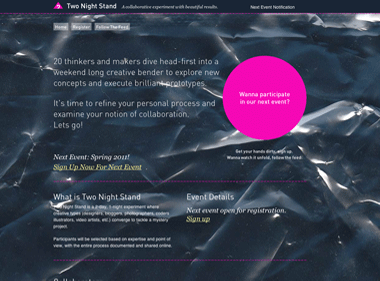 Two Night Stand
A collaborative experiment with beautiful results.
Next Event Notification
Home
Register
Follow The Feed
20 thinkers and makers dive head-first into a
weekend long creative bender to explore new
concepts and execute brilliant prototypes.
It's time to refine your personal process and
examine your notion of collaboration.
Lets go!
Wanna participate
in our next event?
Get your hands dirty, sign up.
Wanna watch it unfold, follow the feed.
Next Event: Spring 2011!
Sign Up Now For Next Event
What is Two Night Stand
Two Night Stand is a 3-day, 1-night experiment where
creative types (designers, bloggers, photographers, coders
illustrators, video artists, etc.) converge to tackle a mystery
project.
Participants will be selected based on expertise and point of
view, with the entire process documented and shared online.
Event Details
Next event open for registration.
Sign up